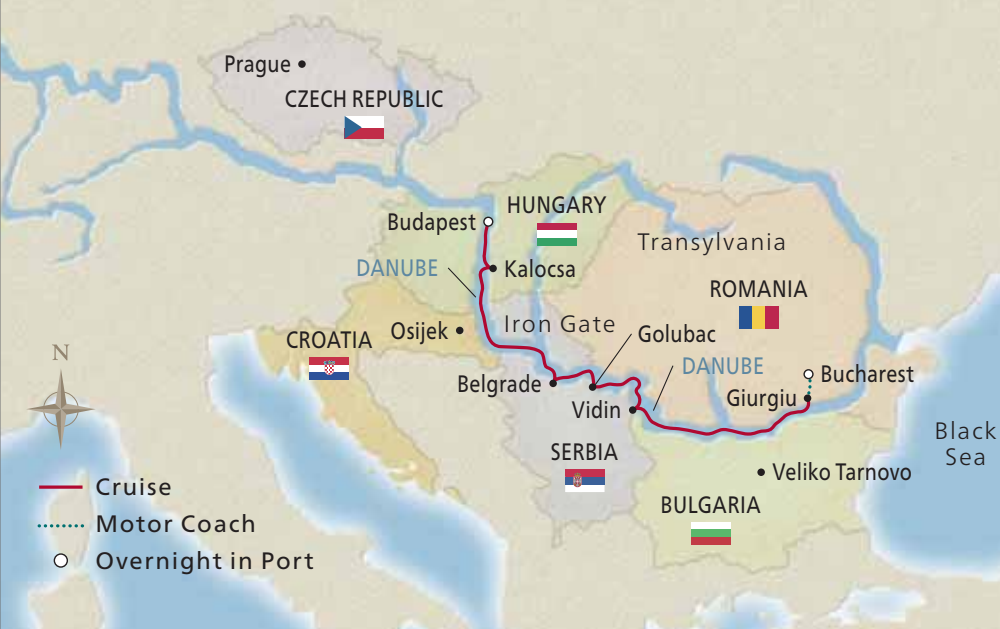 Prague
CZECH REPUBLIC
HUNGARY
Budapest
Transylvania
DANUBE
Kalocsa
ROMANIA
Iron Gate
CROATIA
Osijek
Golubac
N
DANUBE
Belgrade
Bucharest
Giurgiu
Vidin
Black
Sea
SERBIA
Veliko Tarnovo
Cruise
BULGARIA
Motor Coach
Overnight in Port